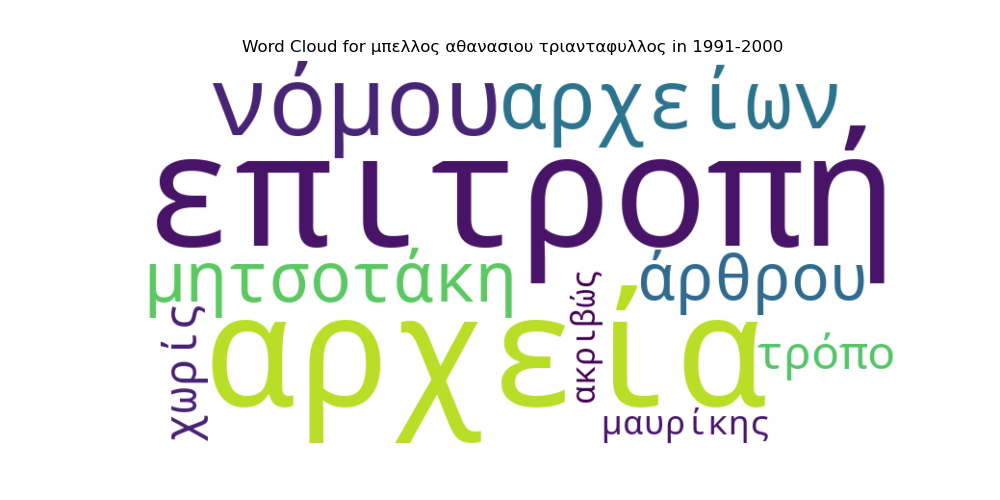 Word Cloud for μπελλος αθανασιου τριανταφυλλος in 1991-2000
νόμου αρχείων
επιτροπή
μητσοτάκη άρθρου
χωρίς αρχεία ακριβώς τρόπο
μαυρίκης